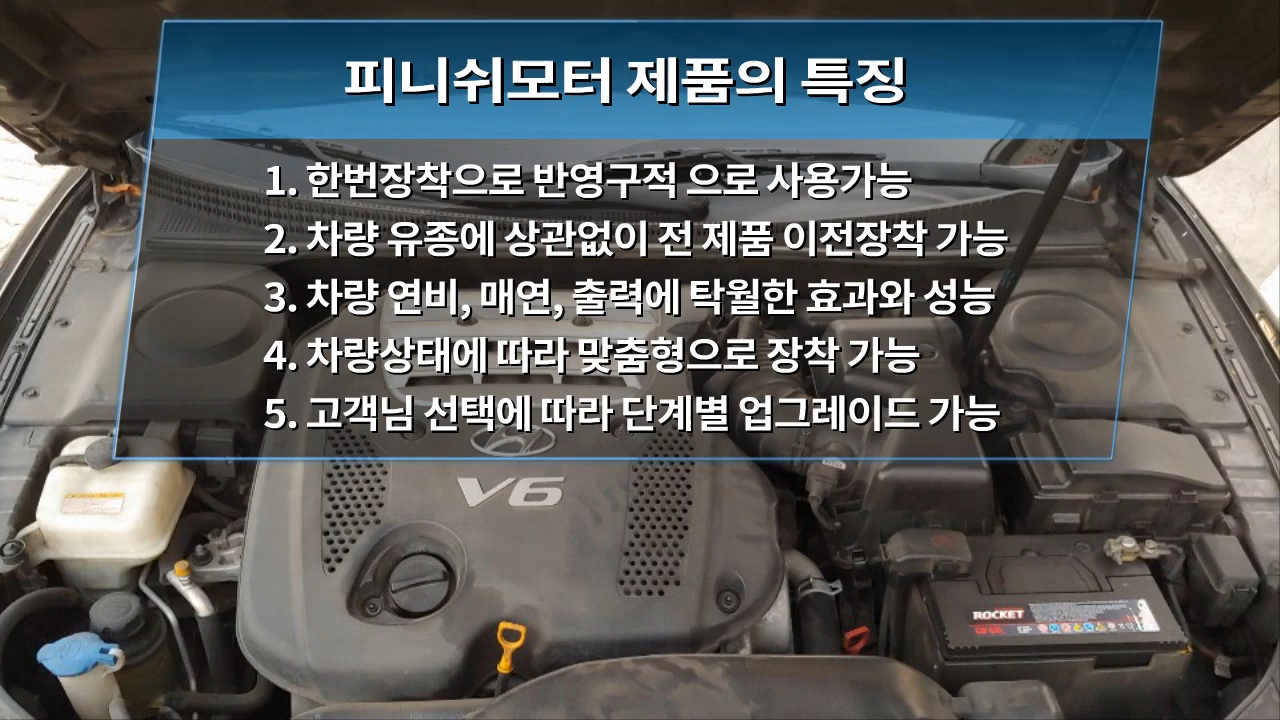 피니쉬모터 제품의 특징
1. 한번장착으로 반영구적 으로 사용가능
2. 차량 유종에 상관없이 전 제품 이전장착 가능
3. 차량 연비, 매연, 출력에 탁월한 효과와 성능
4. 차량상태에 따라 맞춤형으로 장착 가능
5. 고객님 선택에 따라 단계별 업그레이드 가능
V6
ROCKET